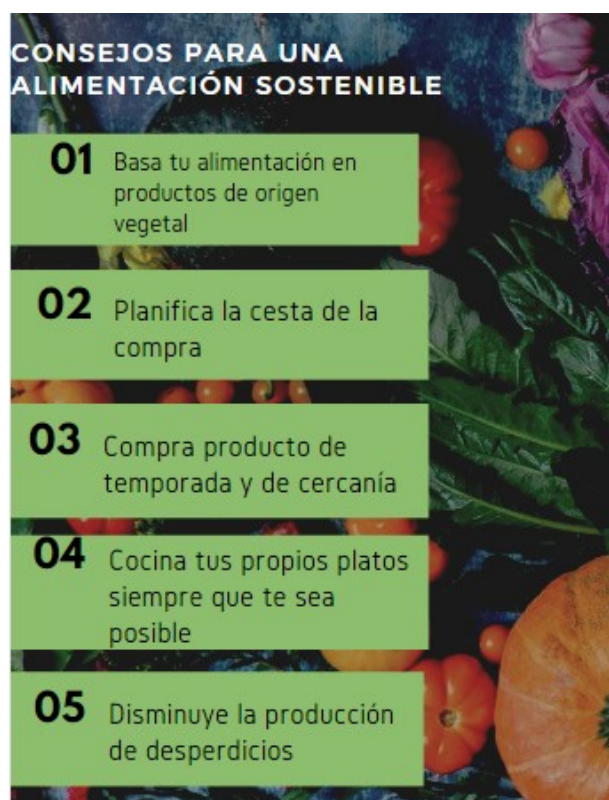 CONSEJOS PARA UNA
ALIMENTACIÓN SOSTENIBLE
01 Basa tu alimentación en
productos de origen
vegetal
02 Planifica la cesta de la
compra
03 Compra producto de
temporada y de cercanía
04 Cocina tus propios platos
siempre que te sea
posible
05 Disminuye la producción
de desperdicios